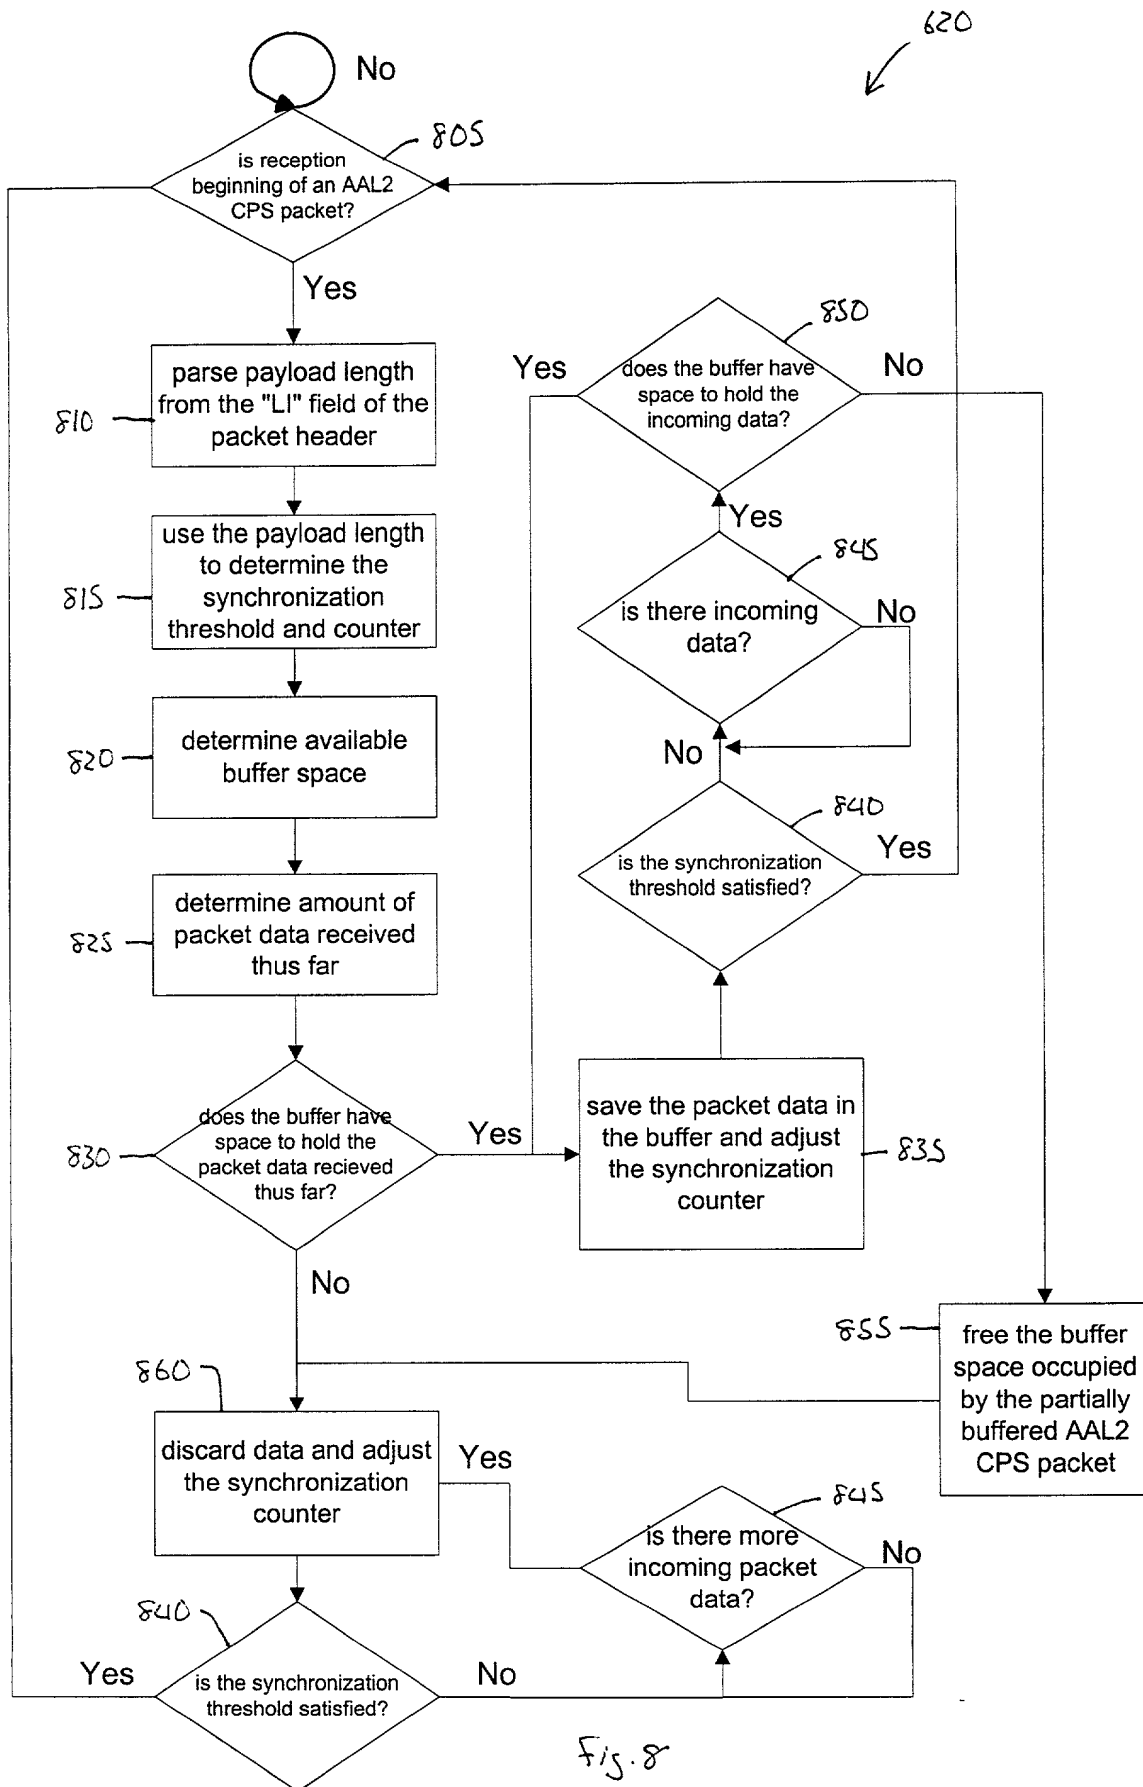 620
No
805
is reception
beginning of an AAL2
CPS packet?
Yes
810
parse payload length
from the "LI" field of the
packet header
815
use the payload length
to determine the
synchronization
threshold and counter
820
determine available
buffer space
825
determine amount of
packet data received
thus far
830
does the buffer have
space to hold the
packet data recieved
thus far?
Yes
No
850
Yes
does the buffer have
space to hold the
incoming data?
No
Yes
845
is there incoming
data?
No
No
840
is the synchronization
threshold satisfied?
Yes
save the packet data in
the buffer and adjust
the synchronization
counter
835
855
free the buffer
space occupied
by the partially
buffered AAL2
CPS packet
860
discard data and adjust
the synchronization
counter
Yes
845
is there more
incoming packet
data?
No
840
Yes
is the synchronization
threshold satisfied?
No
Fig. 8